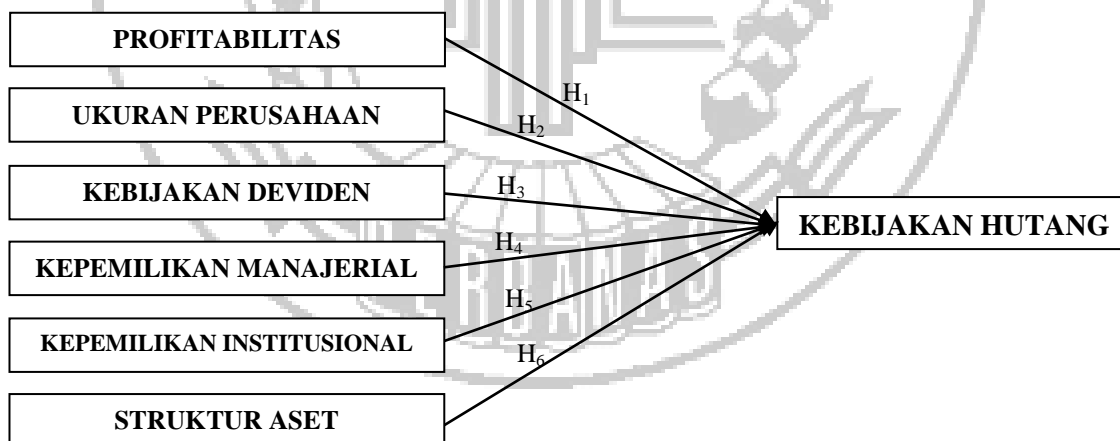 PROFITABILITAS
H1
UKURAN PERUSAHAAN
H2
KEBIJAKAN DEVIDEN
H3
KEBIJAKAN HUTANG
KEPEMILIKAN MANAJERIAL
H4
KEPEMILIKAN INSTITUSIONAL
H5
STRUKTUR ASET
H6